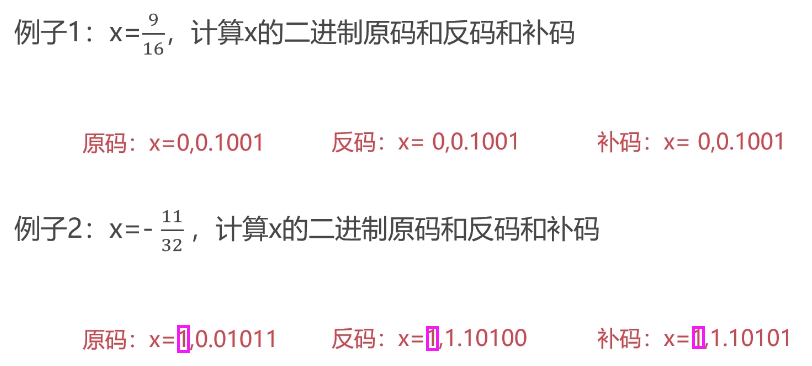 例子1：x=9/16，计算x的二进制原码和反码和补码
原码：x=0,0.1001 反码：x= 0,0.1001 补码：x= 0,0.1001
例子2：x=- 11/32 ，计算x的二进制原码和反码和补码
原码：x=1,0.01011 反码：x=1,1.10100 补码：x=1,1.10101